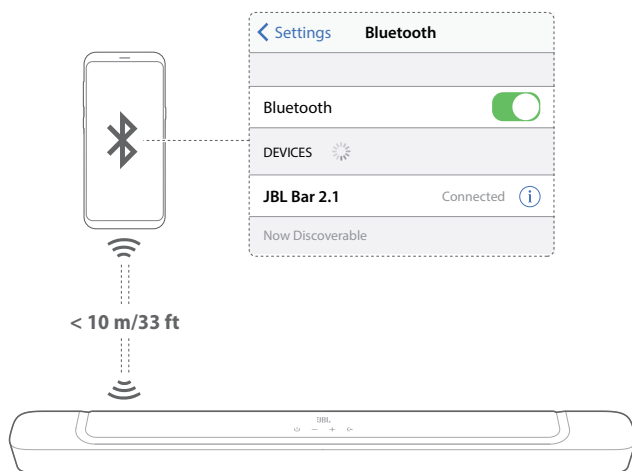 Settings Bluetooth
Bluetooth
DEVICES
JBL Bar 2.1 Connected
Now Discoverable
< 10 m/33 ft
JBL